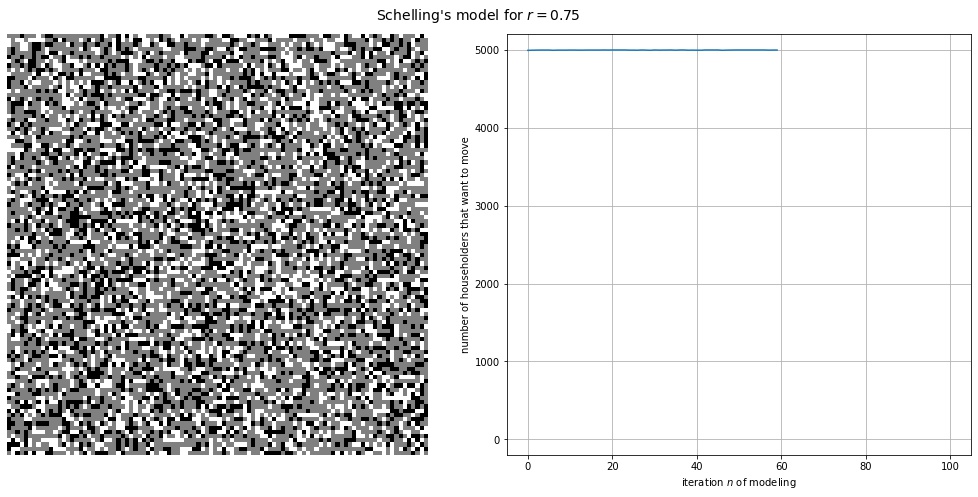 Schelling's model for r = 0.75
5000
4000
3000
2000
1000
0
number of householders that want to move
0 20 40 60 80 100
iteration n of modeling